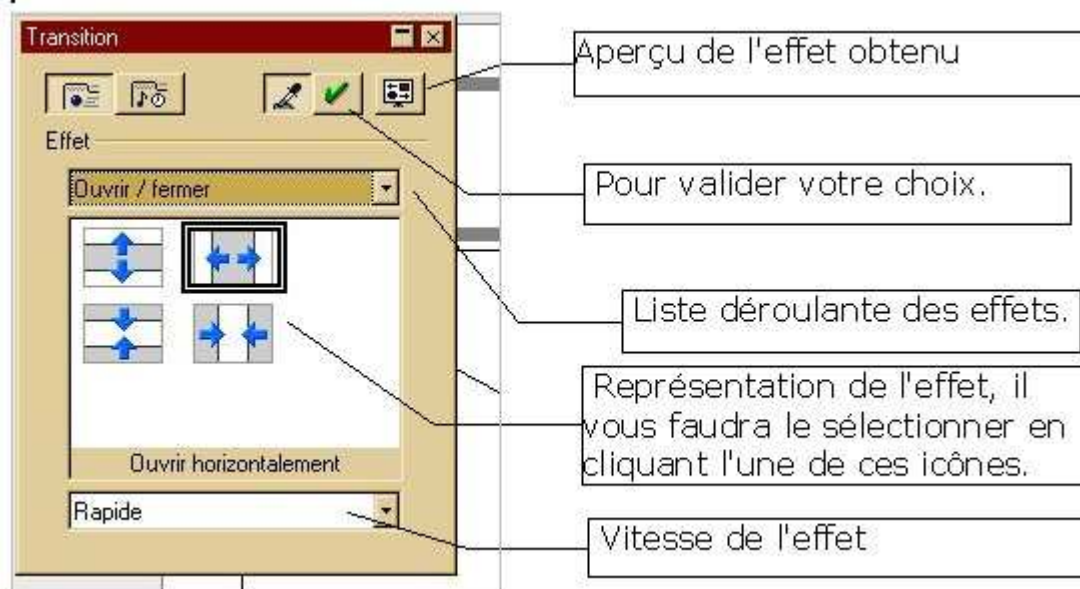 Transition
Effet
Ouvrir / fermer
Ouvrir horizontalement
Rapide
Aperçu de l'effet obtenu
Pour valider votre choix.
Liste déroulante des effets.
Représentation de l'effet, il
vous faudra le sélectionner en
cliquant l'une de ces icônes.
Vitesse de l'effet